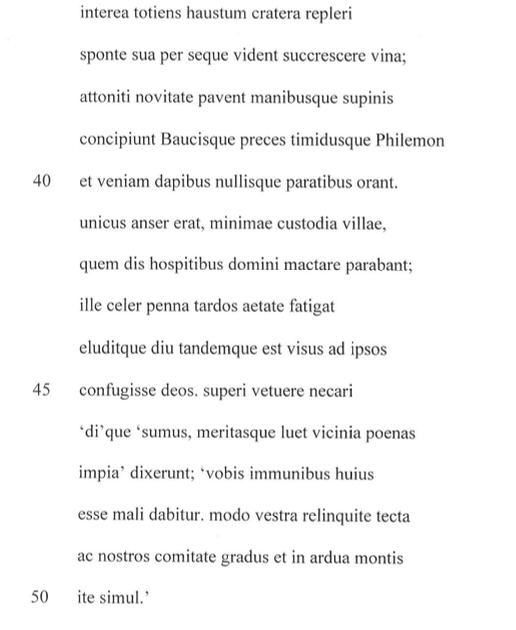 interea totiens haustum cratera repleri
sponte sua per seque vident succrescere vina;
attoniti novitate pavent manibusque supinis
concipiunt Baucisque preces timidusque Philemon
40 et veniam dapibus nullisque paratibus orant.
unicus anser erat, minimae custodia villae,
quem dis hospitibus domini mactare parabant;
ille celer penna tardos aetate fatigat
eluditque diu tandemque est visus ad ipsos
45 confugisse deos. superi vetuere necari
‘di’que ‘sumus, meritasque luet vicinia poenas
impia’ dixerunt; ‘vobis immunibus huius
esse mali dabitur. modo vestra relinquite tecta
ac nostros comitate gradus et in ardua montis
50 ite simul.’